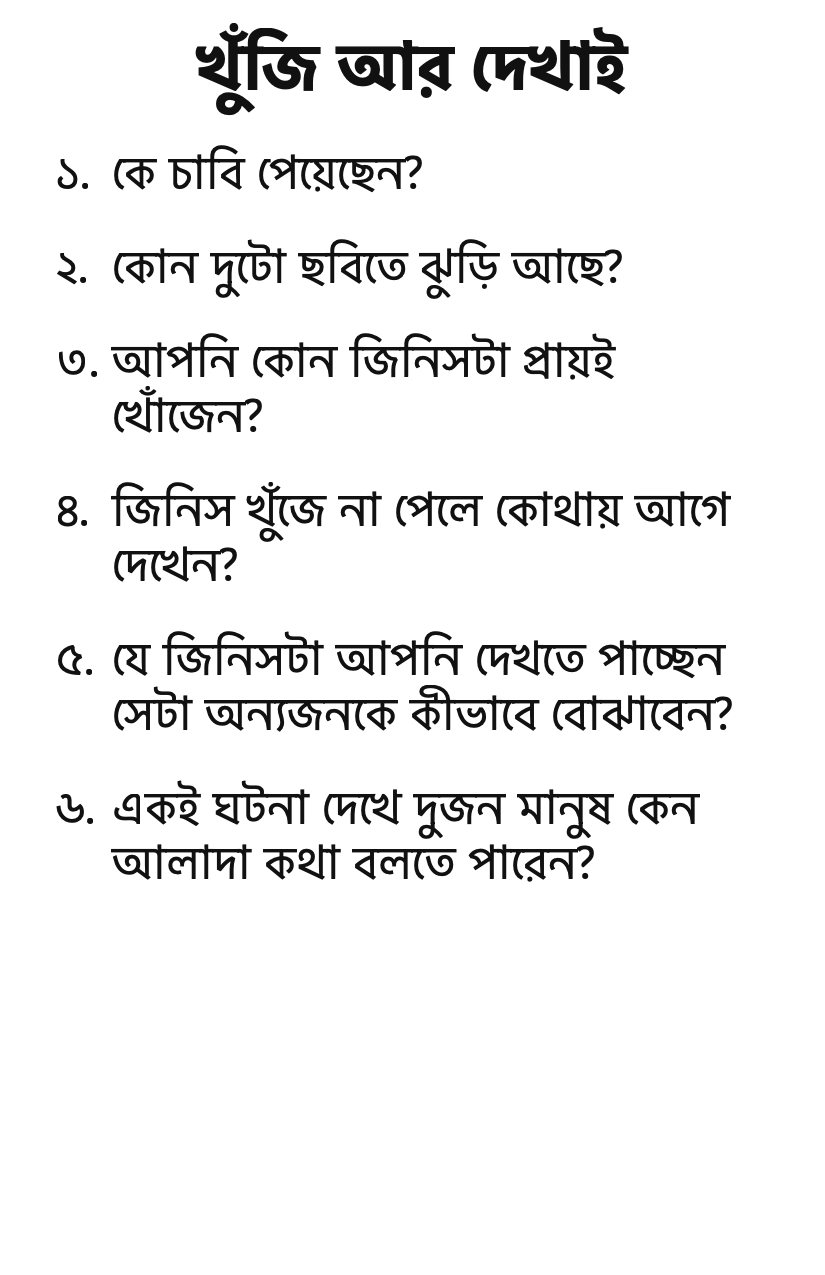 খুঁজি আর দেখাই
১. কে চাবি পেয়েছেন?
২. কোন দুটো ছবিতে ঝুড়ি আছে?
৩. আপনি কোন জিনিসটা প্রায়ই
খোঁজেন?
৪. জিনিস খুঁজে না পেলে কোথায় আগে
দেখেন?
৫. যে জিনিসটা আপনি দেখতে পাচ্ছেন
সেটা অন্যজনকে কীভাবে বোঝাবেন?
৬. একই ঘটনা দেখে দুজন মানুষ কেন
আলাদা কথা বলতে পারেন?